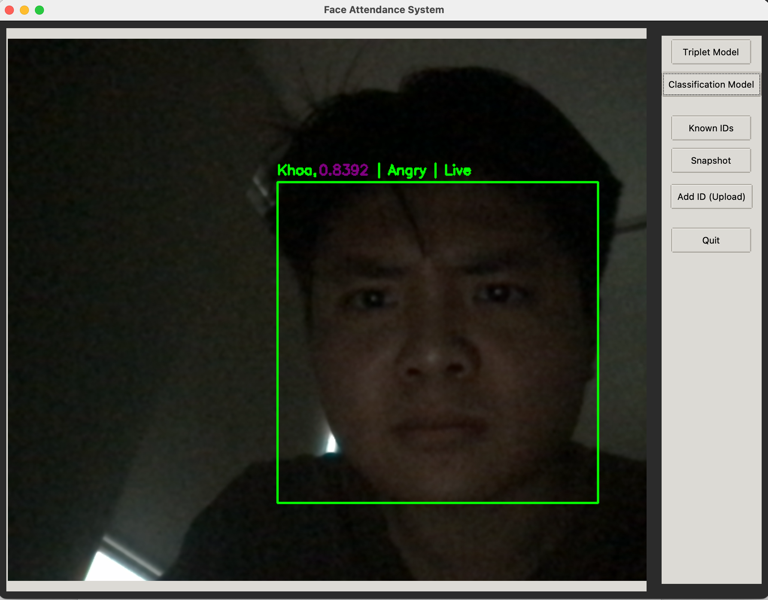 Face Attendance System
Khoa, 0.8392 | Angry | Live
Triplet Model
Classification Model
Known IDs
Snapshot
Add ID (Upload)
Quit